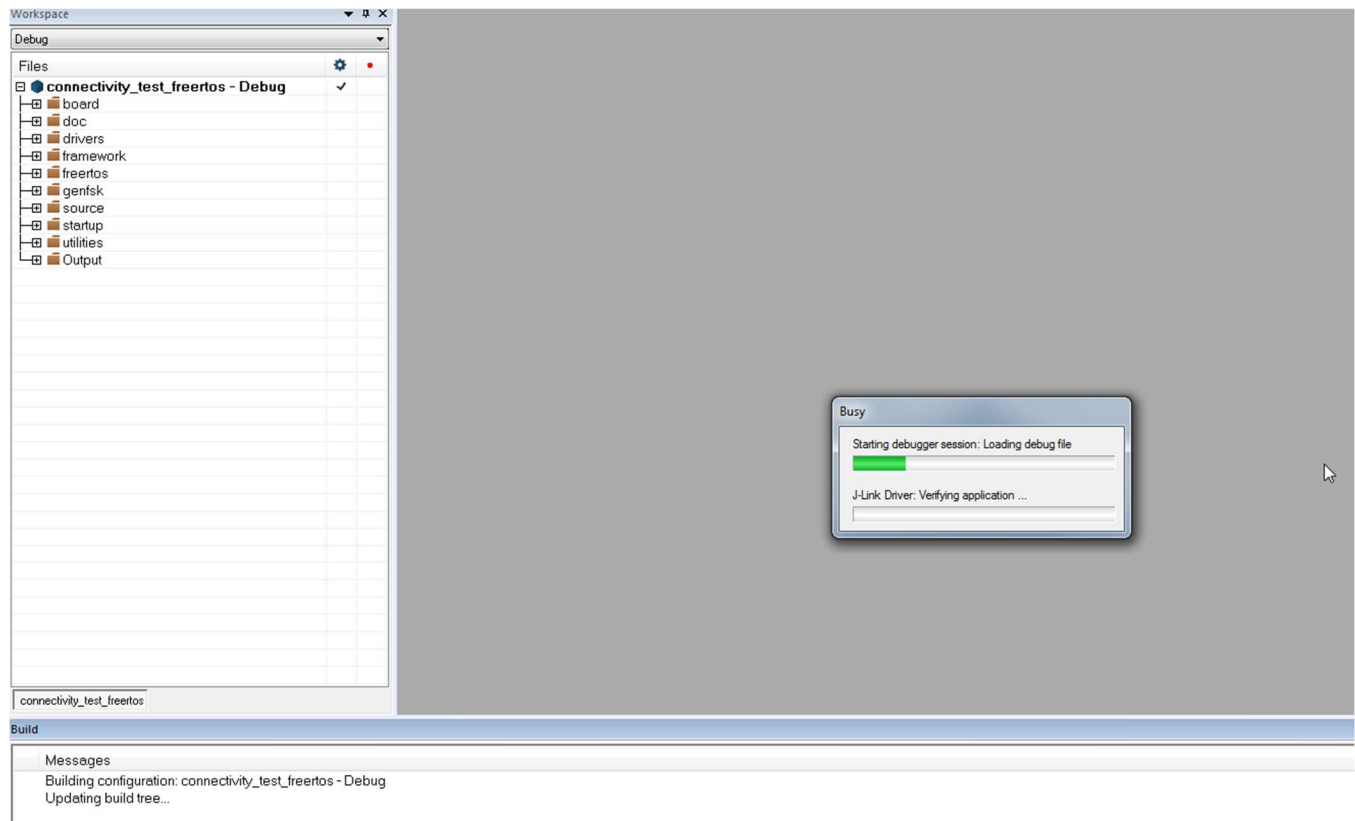 Workspace
Debug
Files
connectivity_test_freertos - Debug
board
doc
drivers
framework
freertos
genfsk
source
startup
utilities
Output
Busy
Starting debugger session: Loading debug file
J-Link Driver: Verifying application ...
connectivity_test_freertos
Build
Messages
Building configuration: connectivity_test_freertos - Debug
Updating build tree...